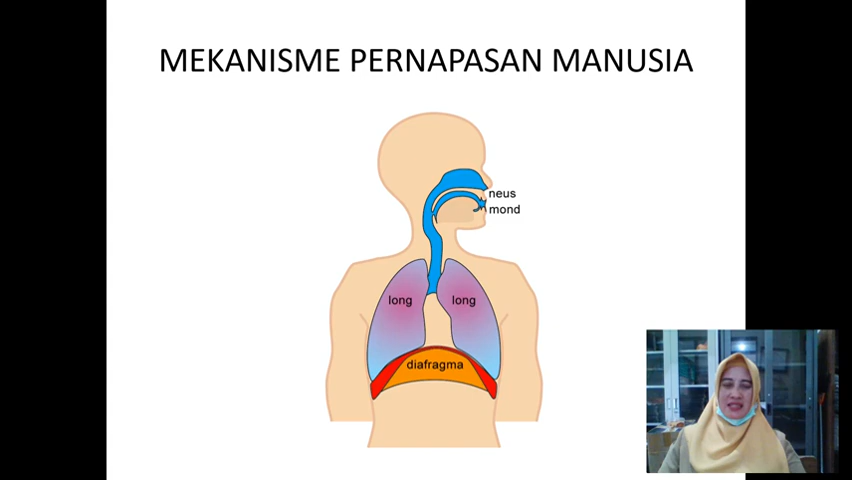 MEKANISME PERNAPASAN MANUSIA
neus
mond
long long
diafragma